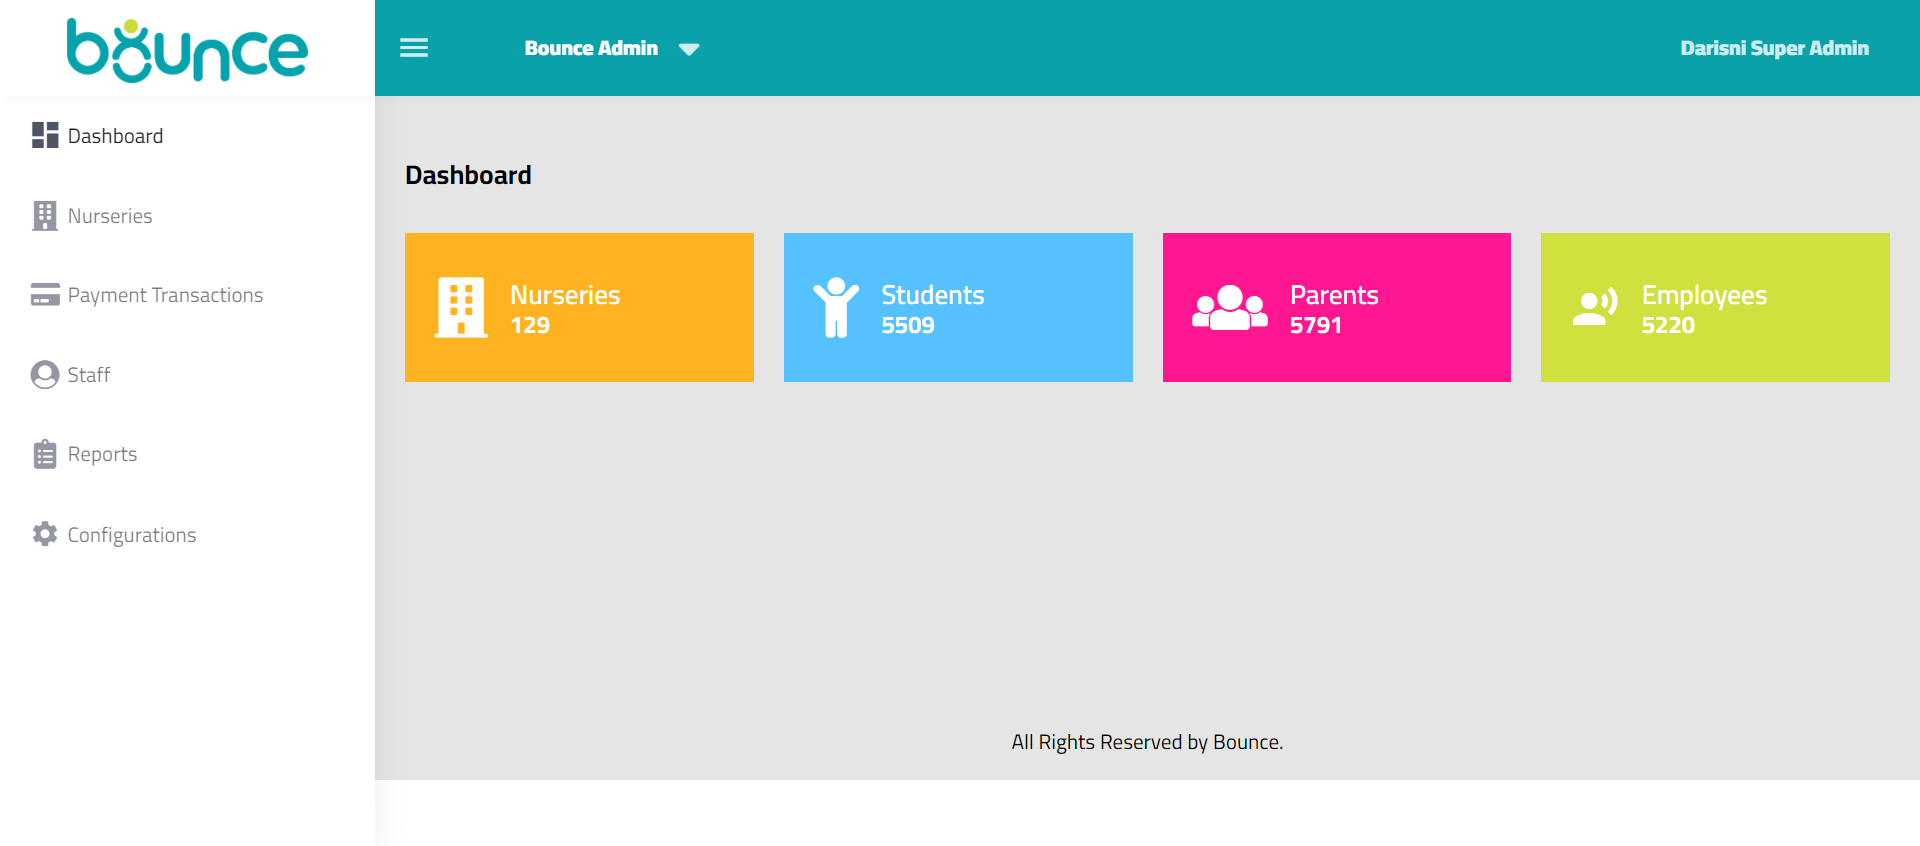 bounce
Bounce Admin
Darisni Super Admin
Dashboard
Nurseries
Payment Transactions
Staff
Reports
Configurations
Dashboard
Nurseries
129
Students
5509
Parents
5791
Employees
5220
All Rights Reserved by Bounce.